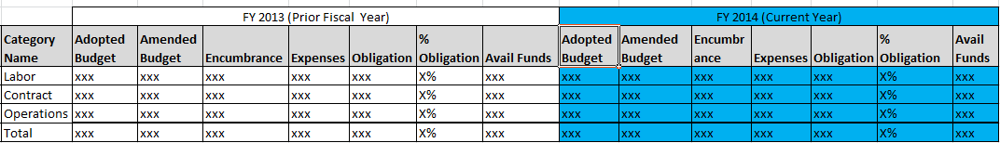 FY 2013 (Prior Fiscal  Year) FY 2014 (Current Year)
Category Name Adopted Budget Amended Budget Encumbrance Expenses Obligation % Obligation Avail Funds Adopted Budget Amended Budget Encumbr ance Expenses Obligation % Obligation Avail Funds
Labor xxx xxx xxx xxx xxx X% xxx xxx xxx xxx xxx xxx X% xxx
Contract xxx xxx xxx xxx xxx X% xxx xxx xxx xxx xxx xxx X% xxx
Operations xxx xxx xxx xxx xxx X% xxx xxx xxx xxx xxx xxx X% xxx
Total xxx xxx xxx xxx xxx X% xxx xxx xxx xxx xxx xxx X% xxx